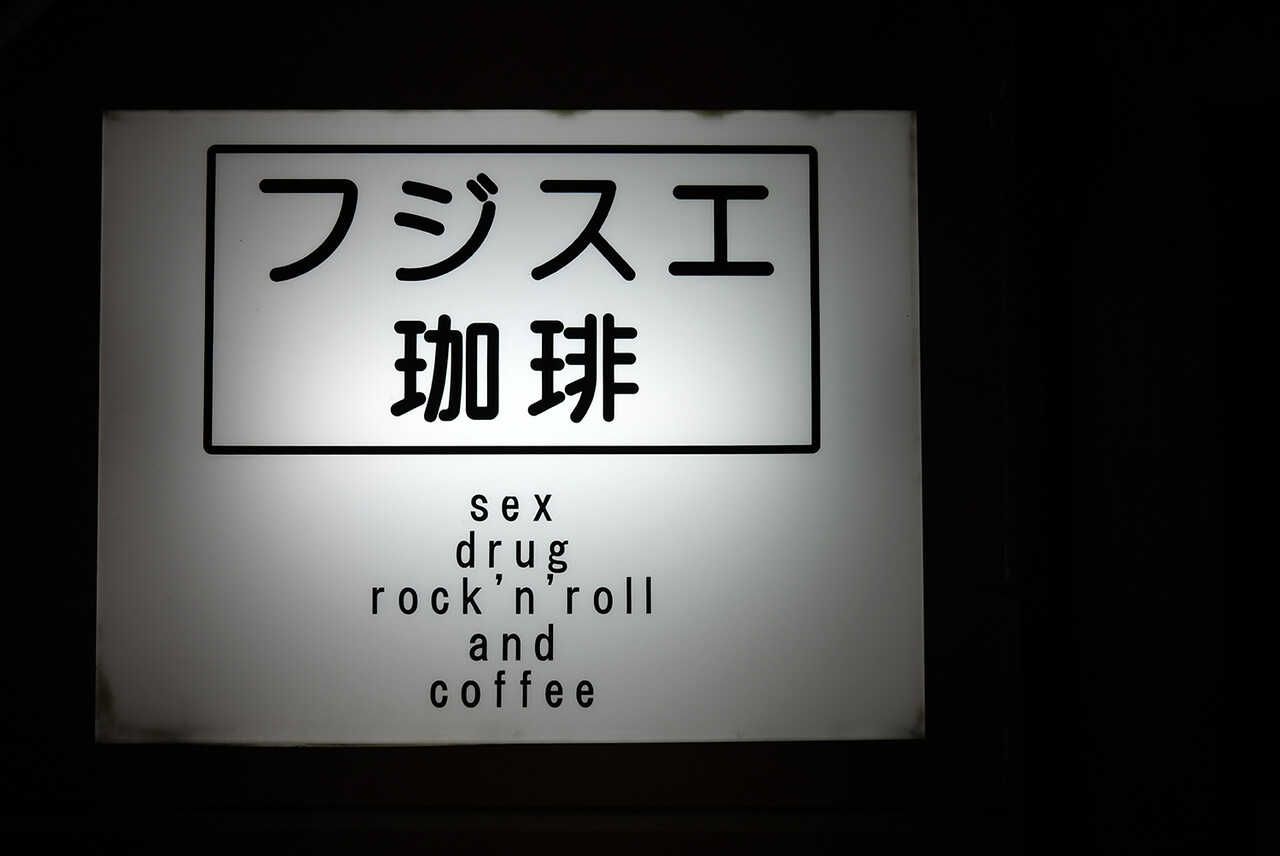 フジスエ
珈琲
sex
drug
rock'n'roll
and
coffee